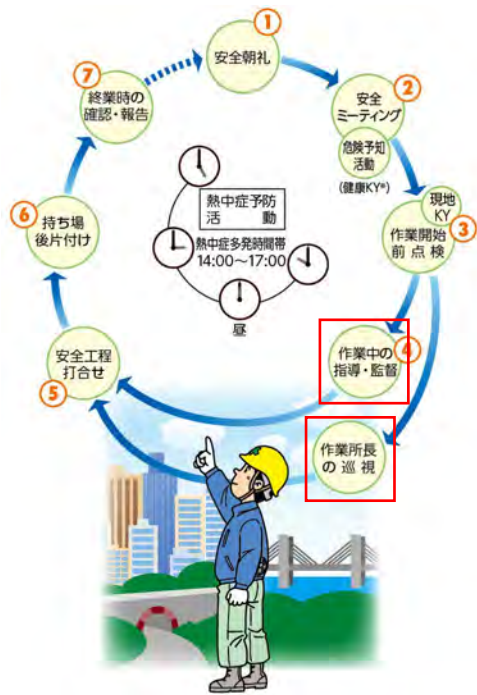 ①
安全朝礼
②
安全
ミーティング
危険予知
活動
(健康KY*)
現地
KY
③
作業開始
前点検
④
作業中の
指導・監督
作業所長
の巡視
⑤
安全工程
打合せ
⑥
持ち場
後片付け
⑦
終業時の
確認・報告
熱中症予防
活動
熱中症多発時間帯
14:00～17:00
昼